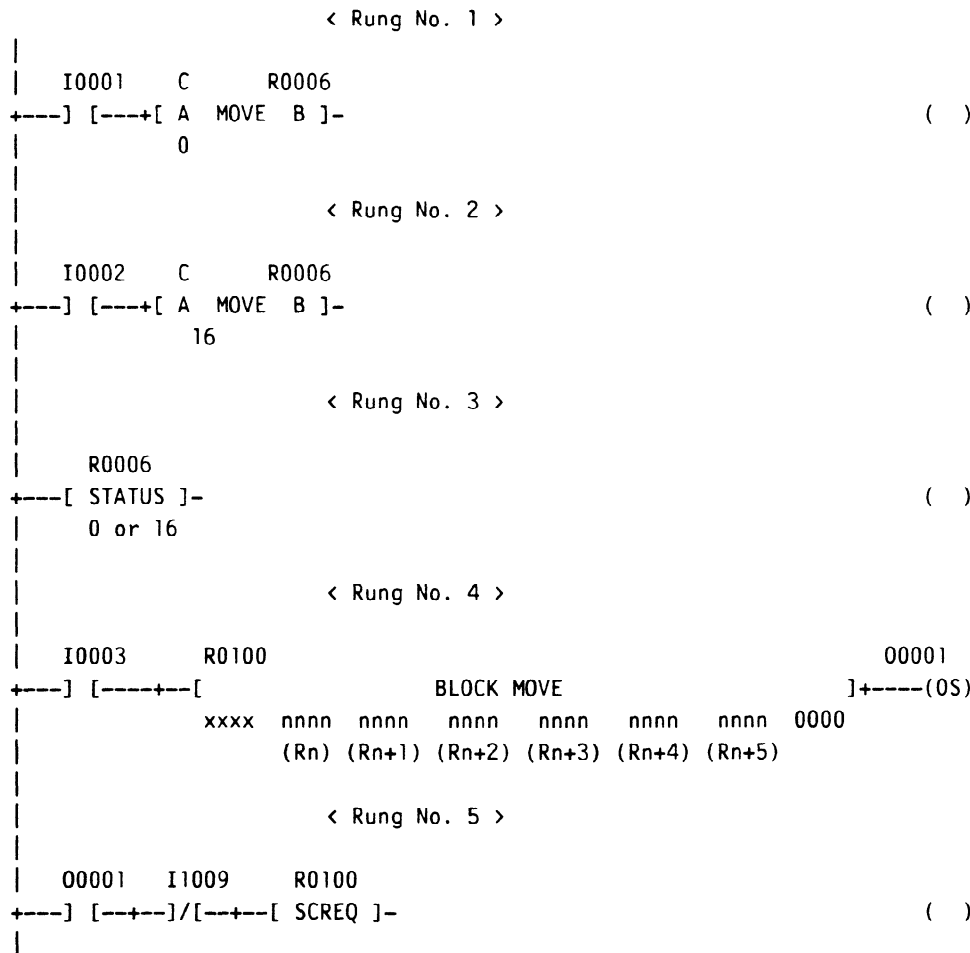 < Rung No. 1 >
I0001 C R0006
+---] [---+[ A MOVE B ]- ( )
0
< Rung No. 2 >
I0002 C R0006
+---] [---+[ A MOVE B ]- ( )
16
< Rung No. 3 >
R0006
+---[ STATUS ]- ( )
0 or 16
< Rung No. 4 >
I0003 R0100 O0001
+---] [----+--[ BLOCK MOVE ]+----(OS)
xxxx nnnn nnnn nnnn nnnn nnnn nnnn 0000
(Rn) (Rn+1) (Rn+2) (Rn+3) (Rn+4) (Rn+5)
< Rung No. 5 >
O0001 I1009 R0100
+---] [--+--]/[--+--[ SCREQ ]- ( )